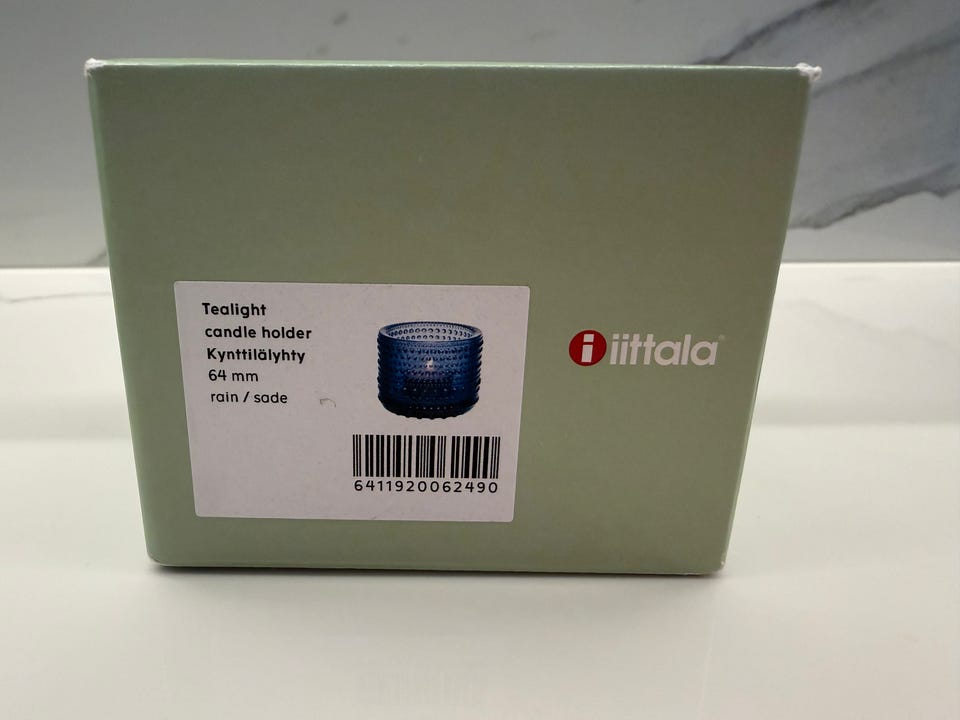 Tealight
candle holder
Kynttilälyhty
64 mm
rain / sade
6411920062490
i iittala